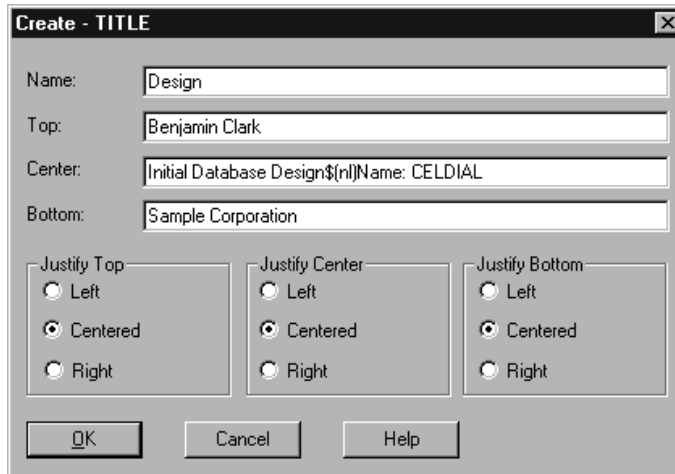 Create - TITLE
Name: Design
Top: Benjamin Clark
Center: Initial Database Design$(nl)Name: CELDIAL
Bottom: Sample Corporation
Justify Top Justify Center Justify Bottom
Left Left Left
Centered Centered Centered
Right Right Right
OK Cancel Help